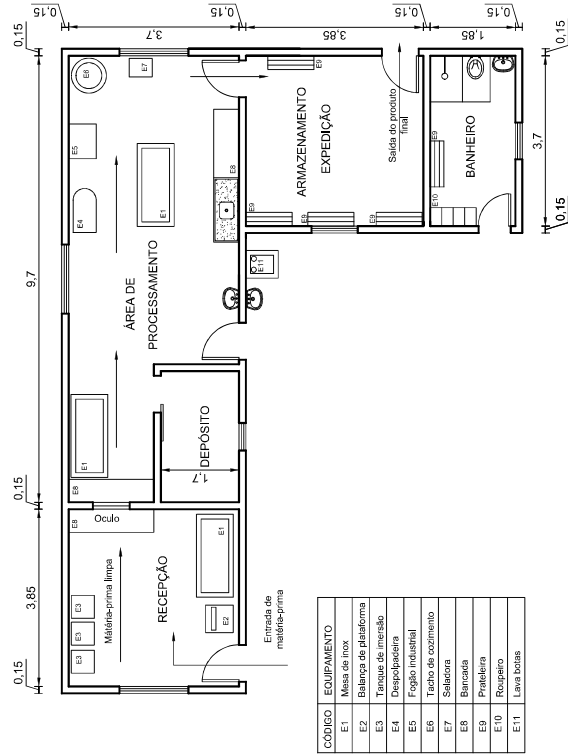 0,15
3,7
0,15
3,85
0,15
1,85
0,15
0,15
9,7
0,15
3,85
0,15
0,15
3,7
0,15
E6
E7
E5
E4
E1
E8
ÁREA DE
PROCESSAMENTO
E1
E8
DEPÓSITO
1,7
E9
ARMAZENAMENTO
EXPEDIÇÃO
Saída do produto
final
E9
E9
E9
E9
E10
BANHEIRO
E11
E8
Oculo
Mátéria-prima limpa
RECEPÇÃO
E3
E3
E3
E1
E2
Entrada de
matéria-prima
CÓDIGO EQUIPAMENTO
E1 Mesa de inox
E2 Balança de plataforma
E3 Tanque de imersão
E4 Despolpadeira
E5 Fogão industrial
E6 Tacho de cozimento
E7 Seladora
E8 Bancada
E9 Prateleira
E10 Roupeiro
E11 Lava botas